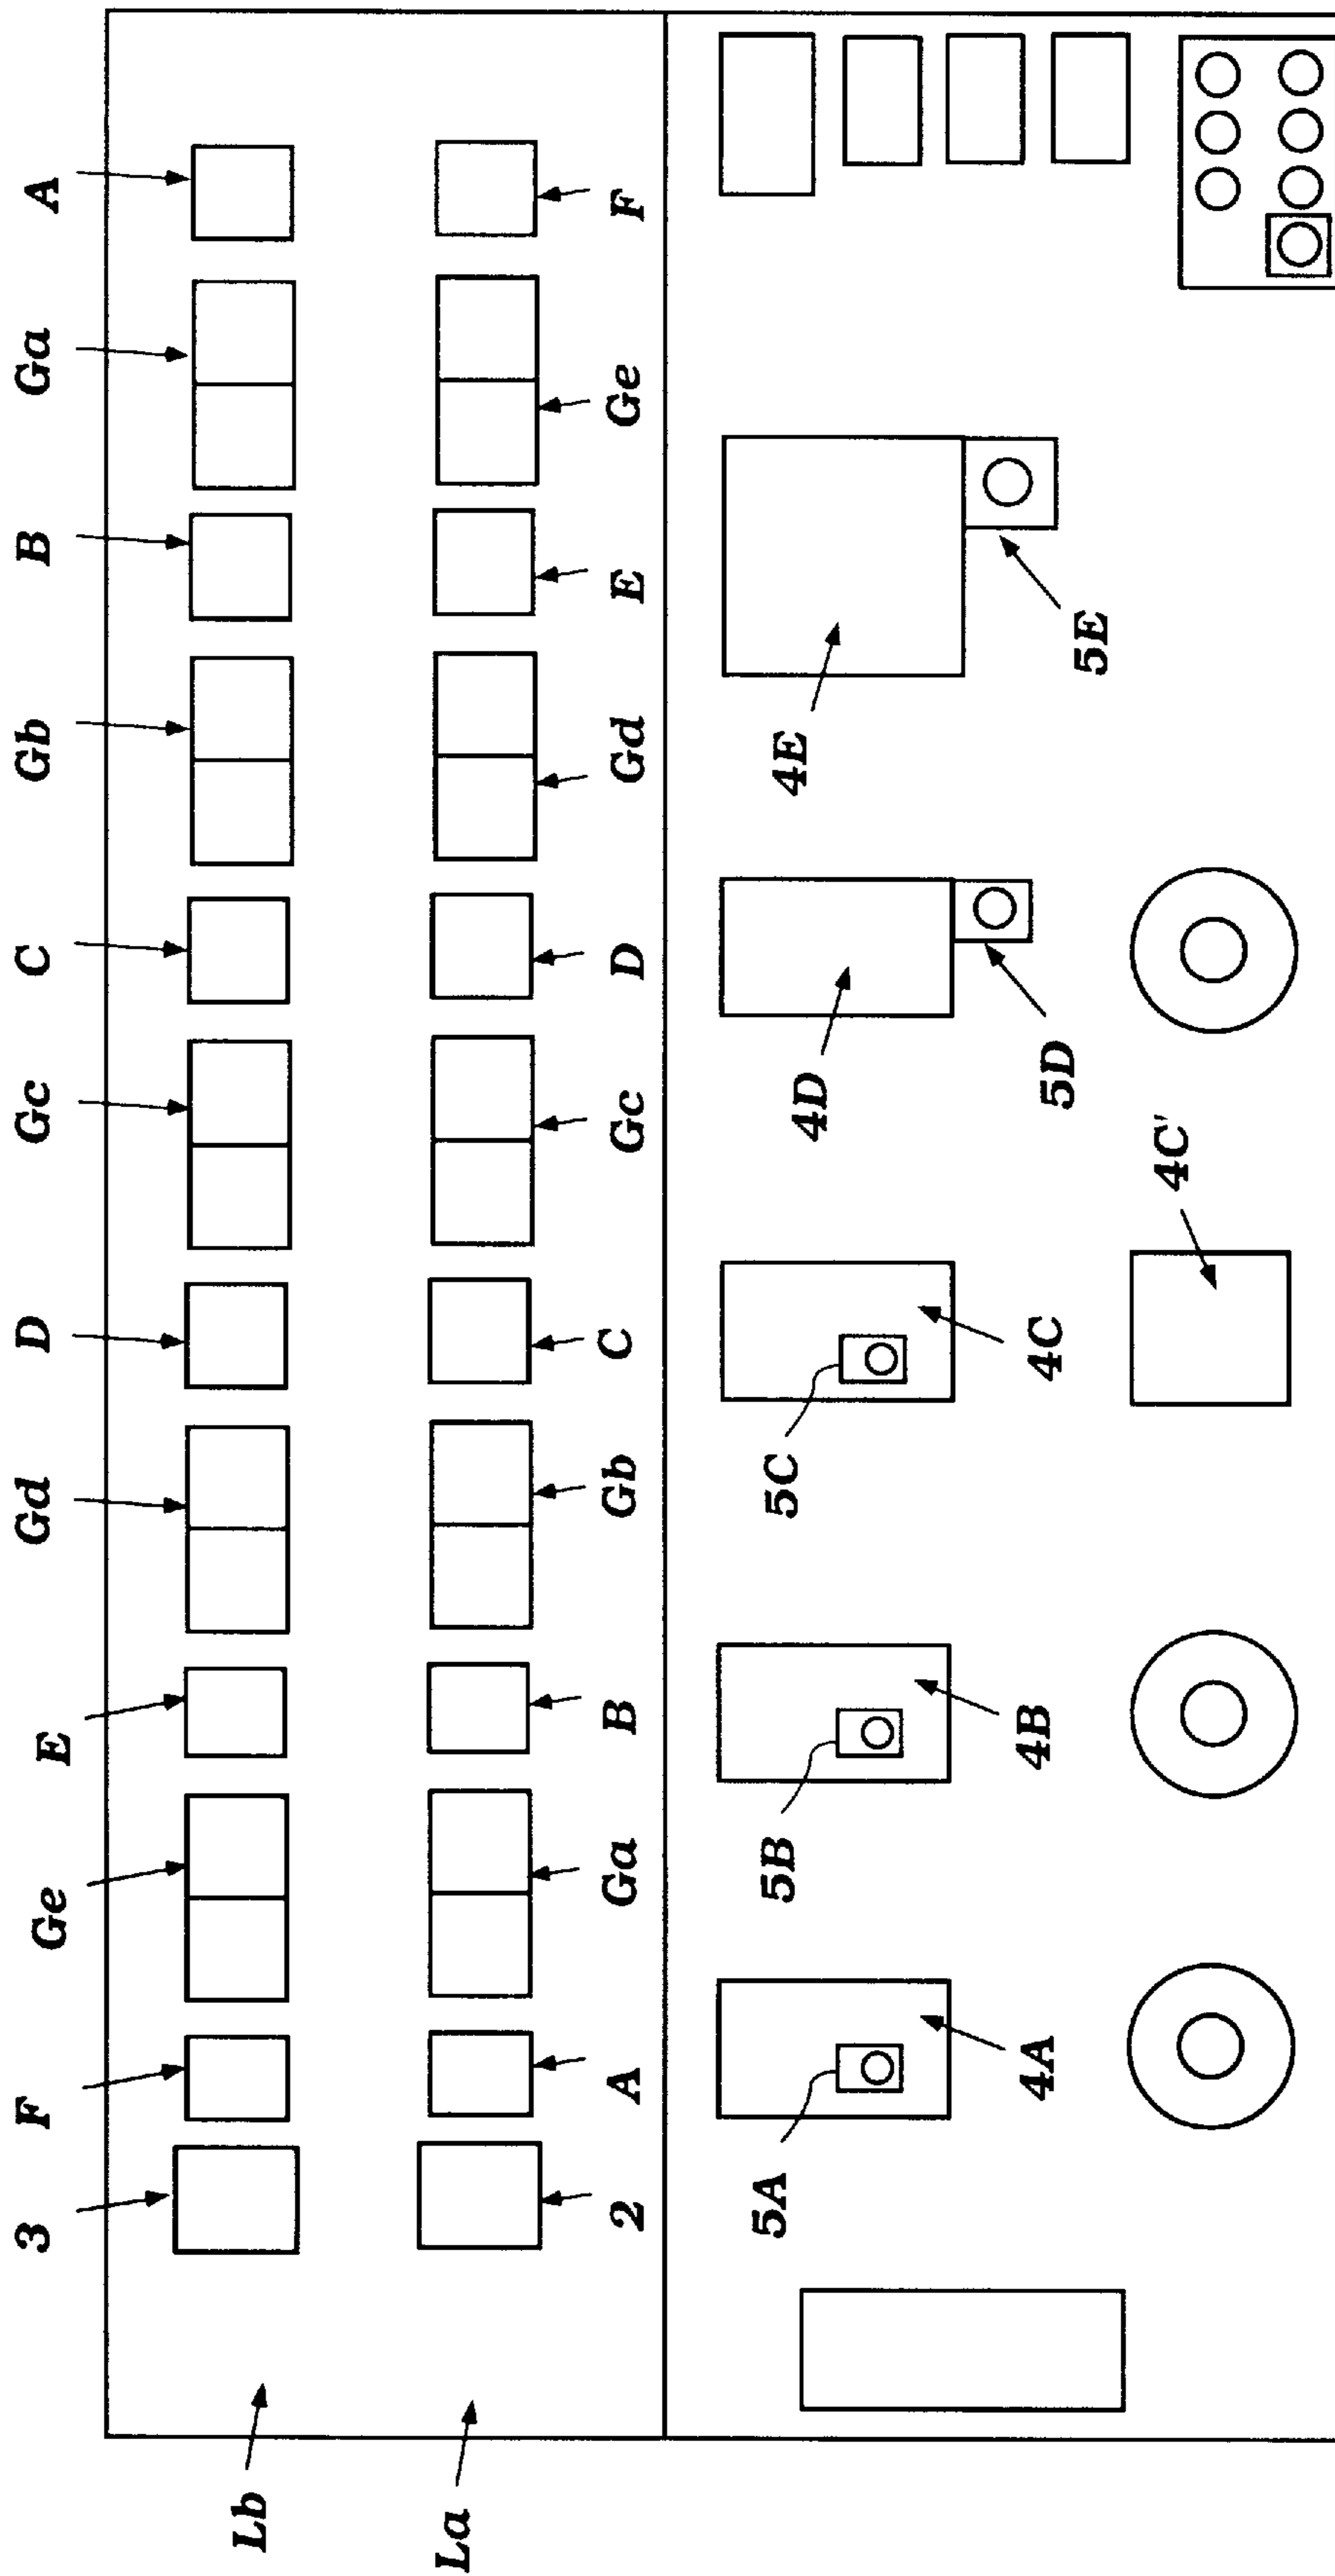 3 F Ge E Gd D Gc C Gb B Ga A
Lb
La
2 A Ga B Gb C Gc D Gd E Ge F
5A 5B 5C 4D 4E
4A 4B 4C 5D 5E
4C'